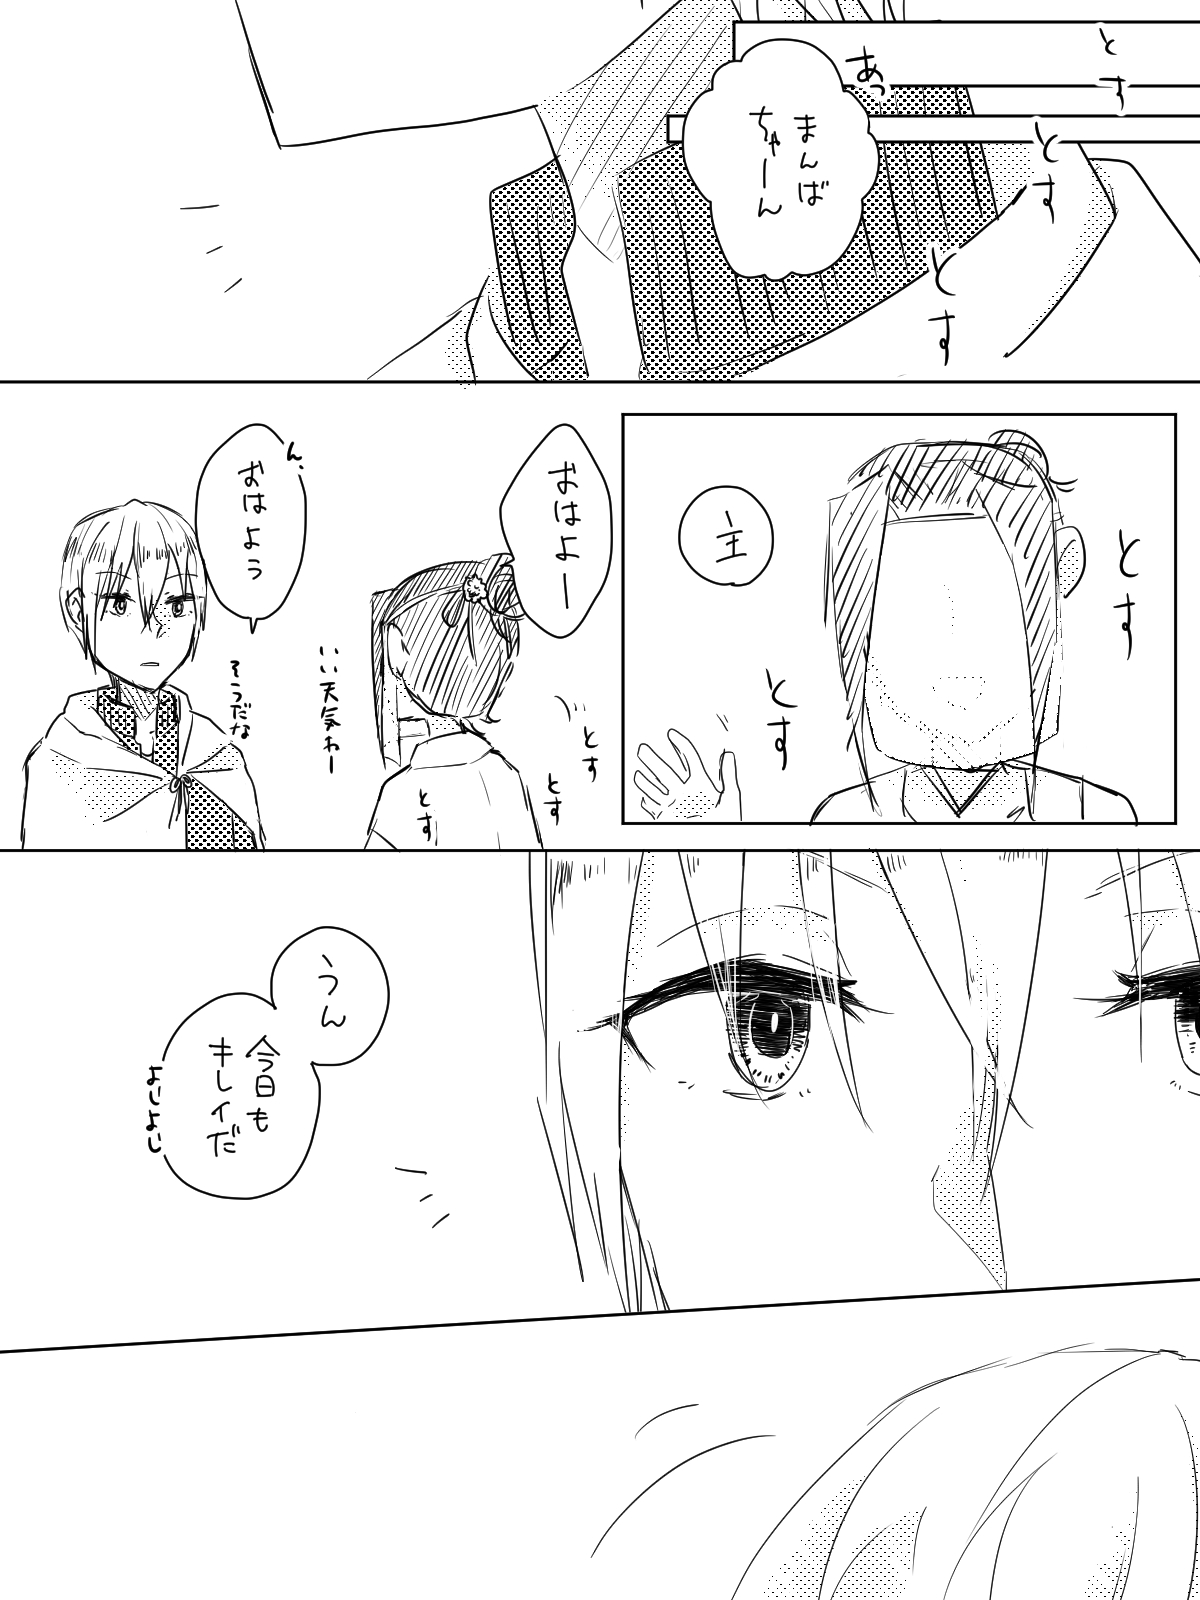 とす
とす
とす
あっ
まんば
ちゃーん
とす
主
とす
おはよー
とす
とす
とす
いい天気ねー
ん、
おはよう
そうだな
うん
今日も
キレイだ
よしよし